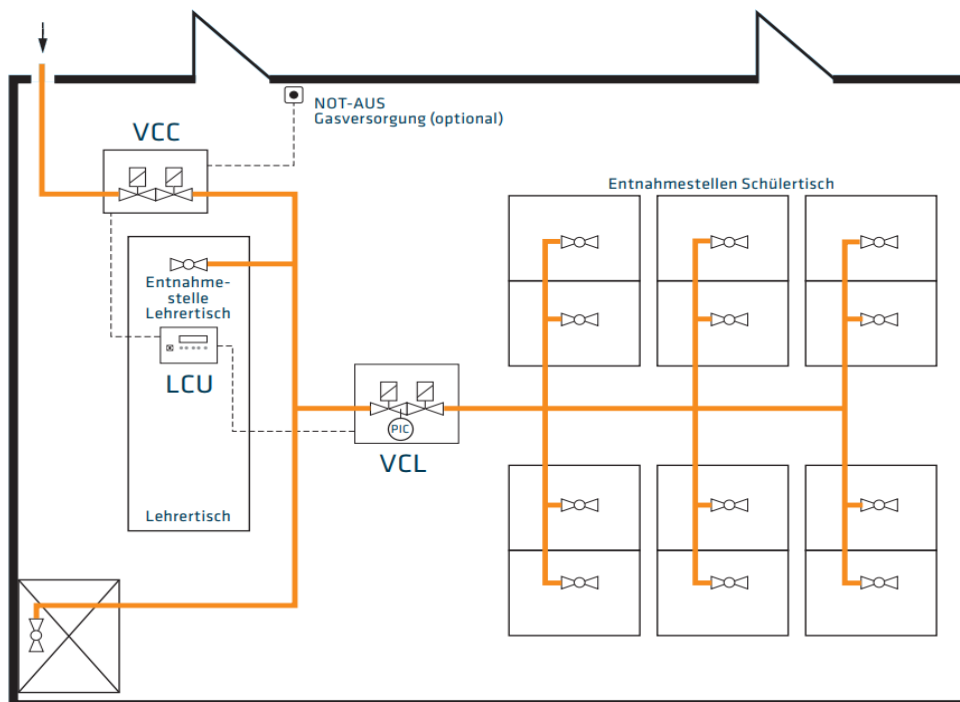 NOT-AUS
Gasversorgung (optional)
VCC
Entnahmestellen Schülertisch
Entnahme-
stelle
Lehrertisch
LCU
PIC
VCL
Lehrertisch